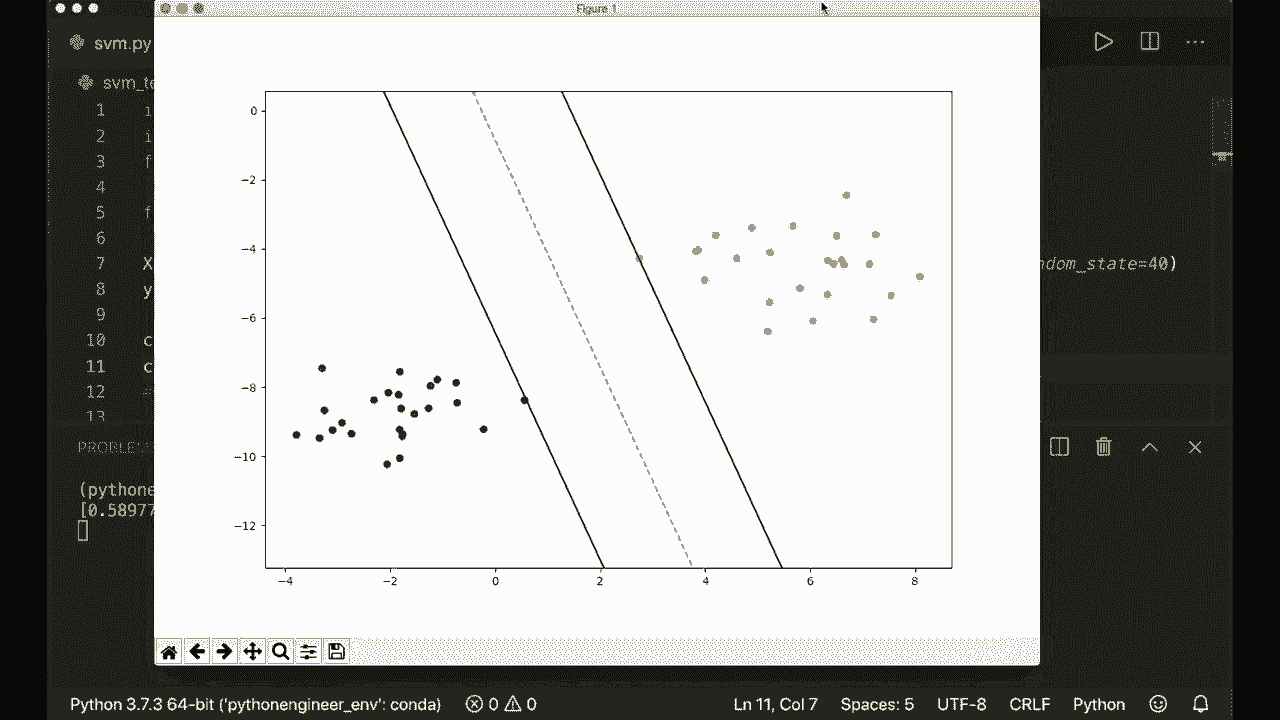 Figure 1
svm.py
svm_te
1 i
2 i
3 f
4
5 f
6
7 X ndom_state=40)
8 y
9
10 c
11 c
12 =
13
0
−2
−4
−6
−8
−10
−12
−4 −2 0 2 4 6 8
PROBLE
(pythone
[0.58977
Python 3.7.3 64-bit ('pythonengineer_env': conda) 0 0 Ln 11, Col 7 Spaces: 5 UTF-8 CRLF Python